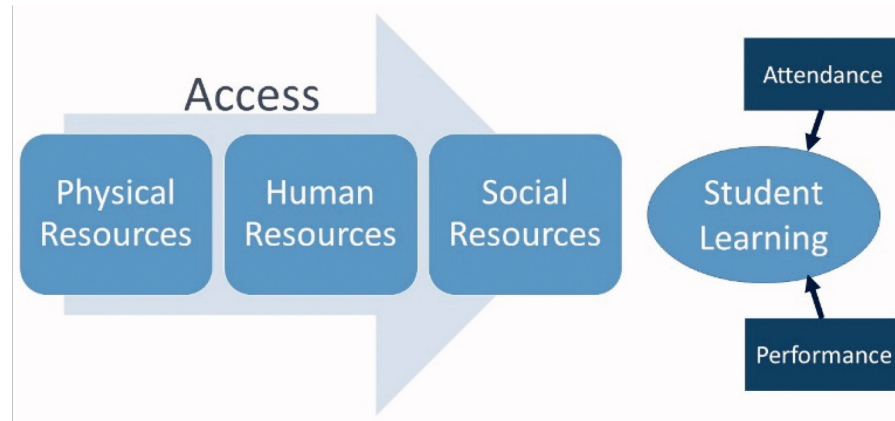 Access
Physical
Resources
Human
Resources
Social
Resources
Attendance
Student
Learning
Performance